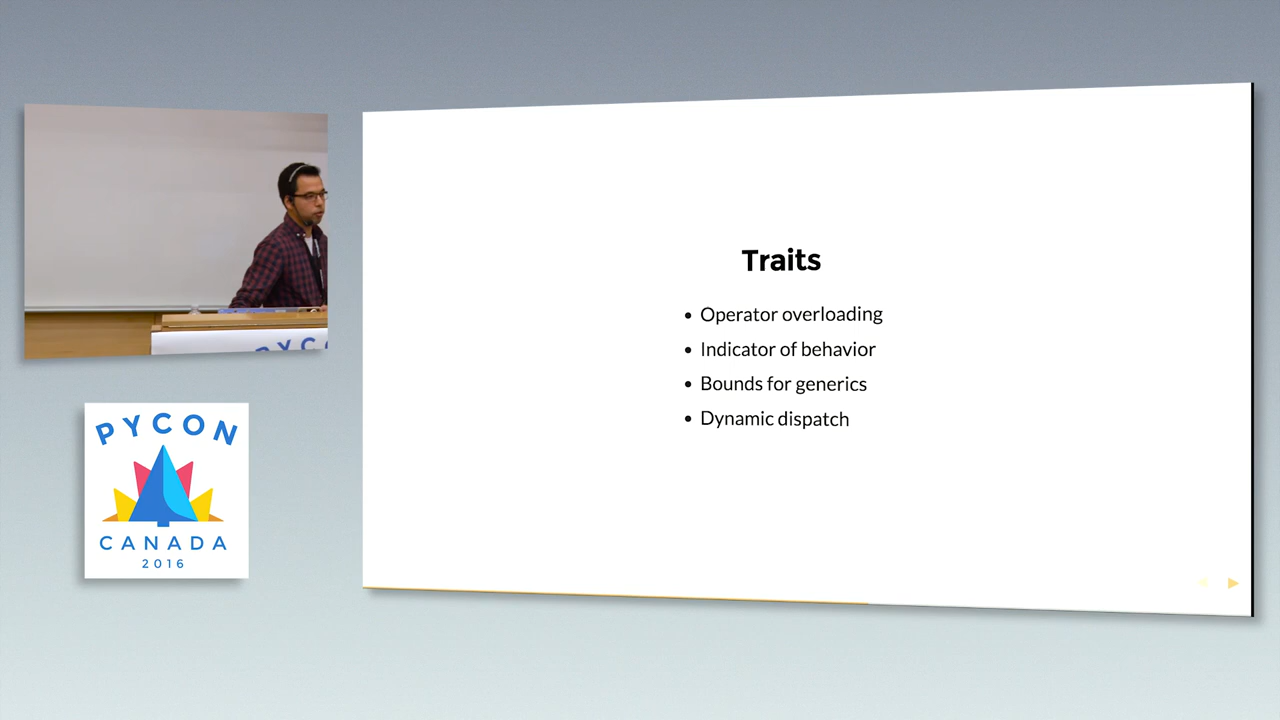 Traits
Operator overloading
Indicator of behavior
Bounds for generics
Dynamic dispatch
PYCON
CANADA
2016